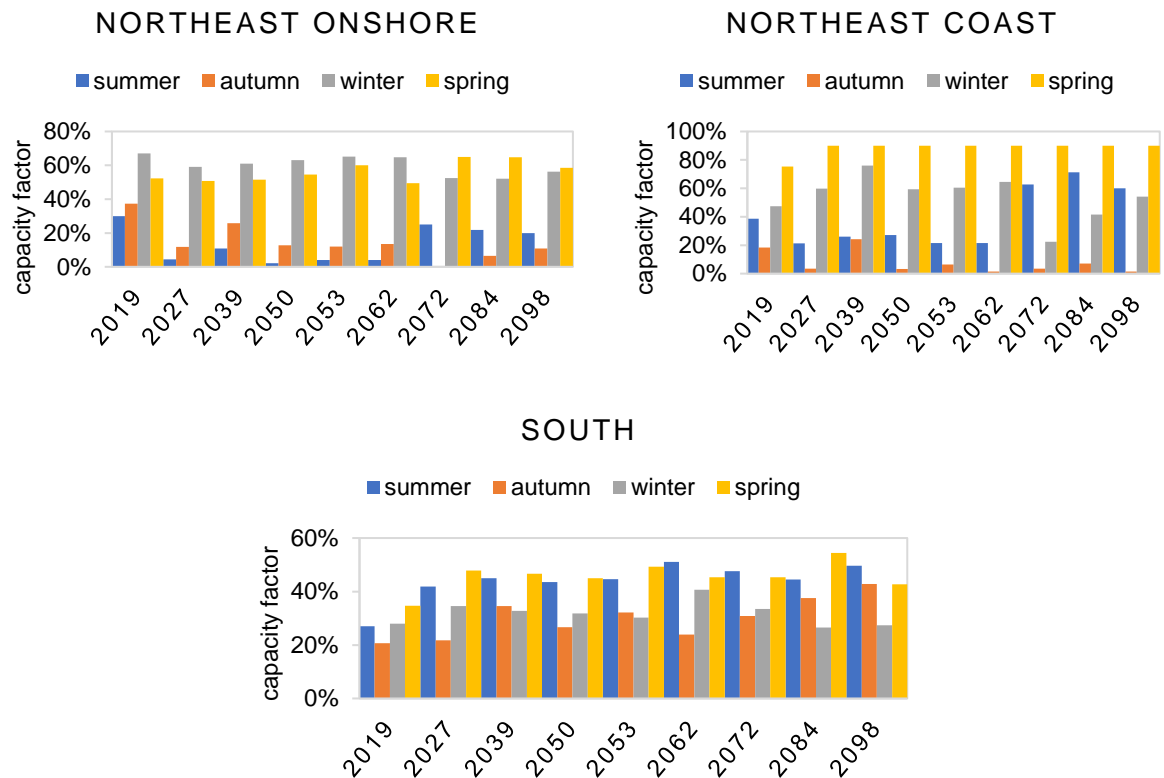 NORTHEAST ONSHORE
summer autumn winter spring
capacity factor
80%
60%
40%
20%
0%
2019 2027 2039 2050 2053 2062 2072 2084 2098
NORTHEAST COAST
summer autumn winter spring
capacity factor
100%
80%
60%
40%
20%
0%
2019 2027 2039 2050 2053 2062 2072 2084 2098
SOUTH
summer autumn winter spring
capacity factor
60%
40%
20%
0%
2019 2027 2039 2050 2053 2062 2072 2084 2098